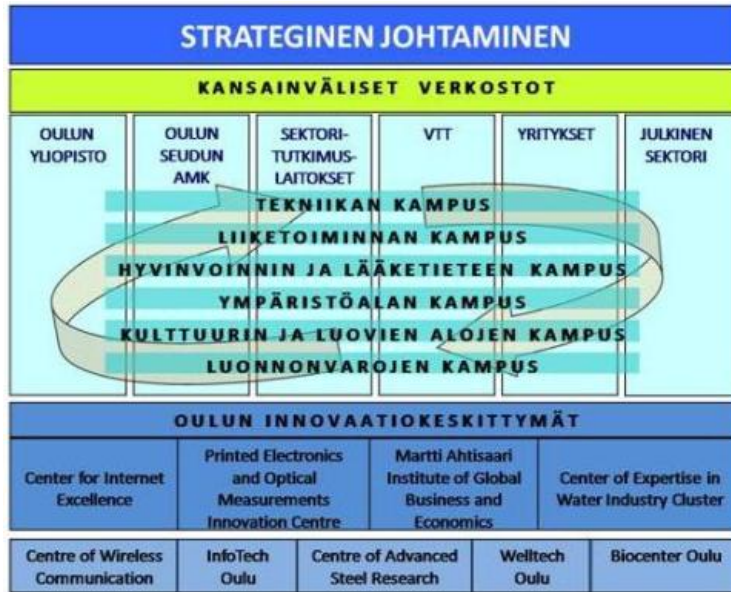 STRATEGINEN JOHTAMINEN
KANSAINVÄLISET VERKOSTOT
OULUN
YLIOPISTO
OULUN
SEUDUN
AMK
SEKTORI-
TUTKIMUS-
LAITOKSET
VTT
YRITYKSET
JULKINEN
SEKTORI
TEKNIIKAN KAMPUS
LIIKETOIMINNAN KAMPUS
HYVINVOINNIN JA LÄÄKETIETEEN KAMPUS
YMPÄRISTÖALAN KAMPUS
KULTTUURIN JA LUOVIEN ALOJEN KAMPUS
LUONNONVAROJEN KAMPUS
OULUN INNOVAATIOKESKITTYMÄT
Center for Internet
Excellence
Printed Electronics
and Optical
Measurements
Innovation Centre
Martti Ahtisaari
Institute of Global
Business and
Economics
Center of Expertise in
Water Industry Cluster
Centre of Wireless
Communication
InfoTech
Oulu
Centre of Advanced
Steel Research
Welltech
Oulu
Biocenter Oulu